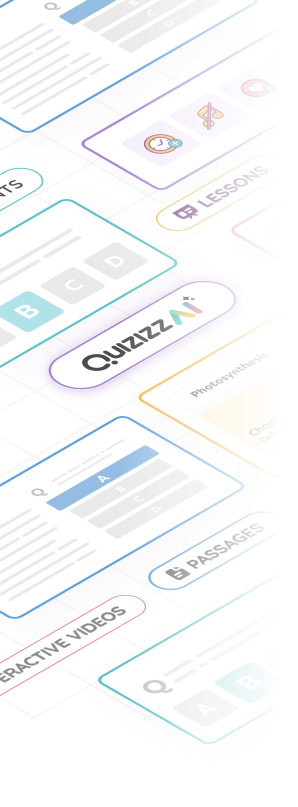 Q
B
C
D
NTS
LESSONS
B
C
D
Quizizz AI
Photosynthesis
Q
A
B
C
D
PASSAGES
ERACTIVE VIDEOS
Q
A
B